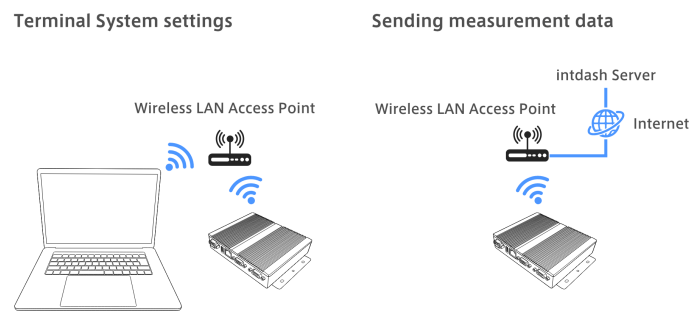 Terminal System settings
Wireless LAN Access Point
Sending measurement data
intdash Server
Wireless LAN Access Point
Internet